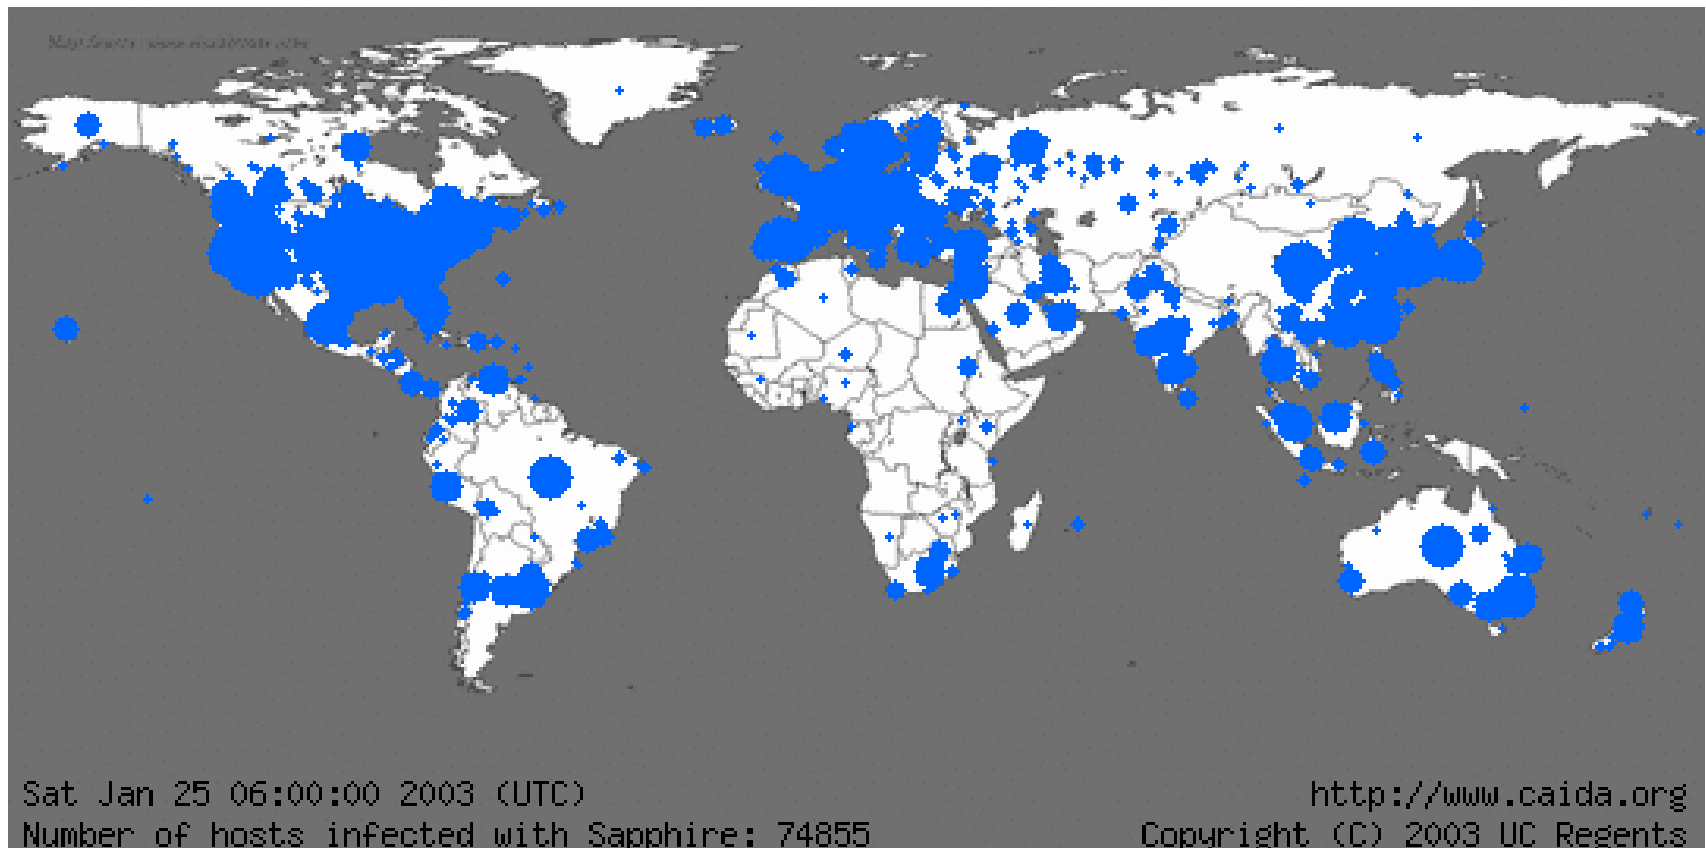 Sat Jan 25 06:00:00 2003 (UTC)
http://www.caida.org
Number of hosts infected with Sapphire: 74855
Copyright (C) 2003 UC Regents